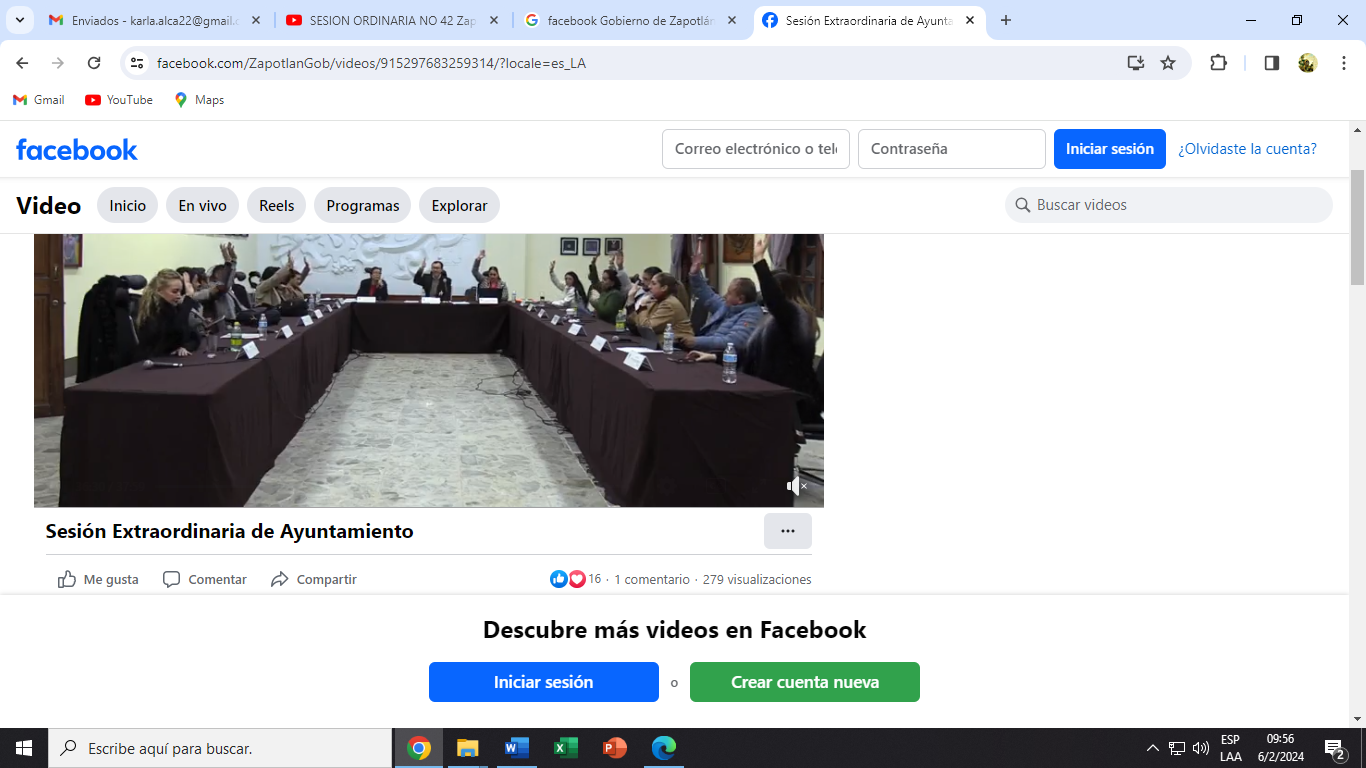 Enviados - karla.alca22@gmail.c
SESION ORDINARIA NO 42 Zap
facebook Gobierno de Zapotlán
Sesión Extraordinaria de Ayunta
facebook.com/ZapotlanGob/videos/915297683259314/?locale=es_LA
Gmail YouTube Maps
facebook
Correo electrónico o telé
Contraseña
Iniciar sesión
¿Olvidaste la cuenta?
Video
Inicio
En vivo
Reels
Programas
Explorar
Buscar videos
Sesión Extraordinaria de Ayuntamiento
...
Me gusta
Comentar
Compartir
16 · 1 comentario · 279 visualizaciones
Descubre más videos en Facebook
Iniciar sesión
o
Crear cuenta nueva
Escribe aquí para buscar.
ESP
LAA
09:56
6/2/2024
2